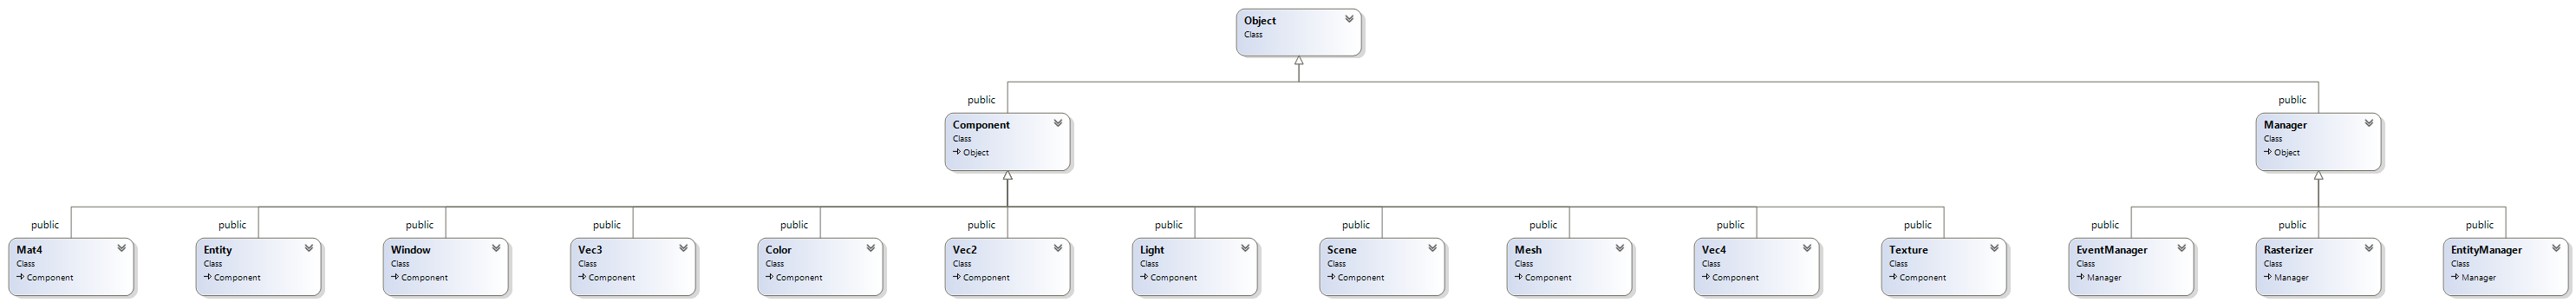 Object
Class
public
public
Component
Class
Object
Manager
Class
Object
public
public
public
public
public
public
public
public
public
public
public
public
public
public
Mat4
Class
Component
Entity
Class
Component
Window
Class
Component
Vec3
Class
Component
Color
Class
Component
Vec2
Class
Component
Light
Class
Component
Scene
Class
Component
Mesh
Class
Component
Vec4
Class
Component
Texture
Class
Component
EventManager
Class
Manager
Rasterizer
Class
Manager
EntityManager
Class
Manager